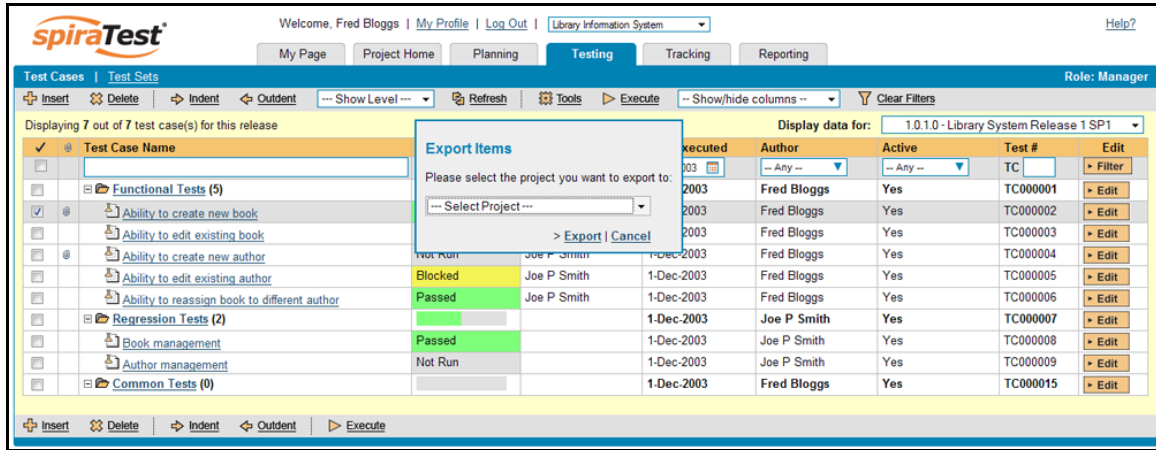 spiraTest
Welcome, Fred Bloggs | My Profile | Log Out | Library Information System
Help?
My Page Project Home Planning Testing Tracking Reporting
Test Cases | Test Sets Role: Manager
Insert Delete Indent Outdent --- Show Level --- Refresh Tools Execute -- Show/hide columns -- Clear Filters
Displaying 7 out of 7 test case(s) for this release Display data for: 1.0.1.0 - Library System Release 1 SP1
Test Case Name Author Active Test # Edit
-- Any -- -- Any -- TC Filter
Export Items
Please select the project you want to export to:
--- Select Project ---
> Export | Cancel
Functional Tests (5) Fred Bloggs Yes TC000001 Edit
Ability to create new book 2003 Fred Bloggs Yes TC000002 Edit
Ability to edit existing book 2003 Fred Bloggs Yes TC000003 Edit
Ability to create new author Not Run Joe P Smith 1-Dec-2003 Fred Bloggs Yes TC000004 Edit
Ability to edit existing author Blocked Joe P Smith 1-Dec-2003 Fred Bloggs Yes TC000005 Edit
Ability to reassign book to different author Passed Joe P Smith 1-Dec-2003 Fred Bloggs Yes TC000006 Edit
Regression Tests (2) 1-Dec-2003 Joe P Smith Yes TC000007 Edit
Book management Passed 1-Dec-2003 Joe P Smith Yes TC000008 Edit
Author management Not Run 1-Dec-2003 Joe P Smith Yes TC000009 Edit
Common Tests (0) 1-Dec-2003 Fred Bloggs Yes TC000015 Edit
Insert Delete Indent Outdent Execute